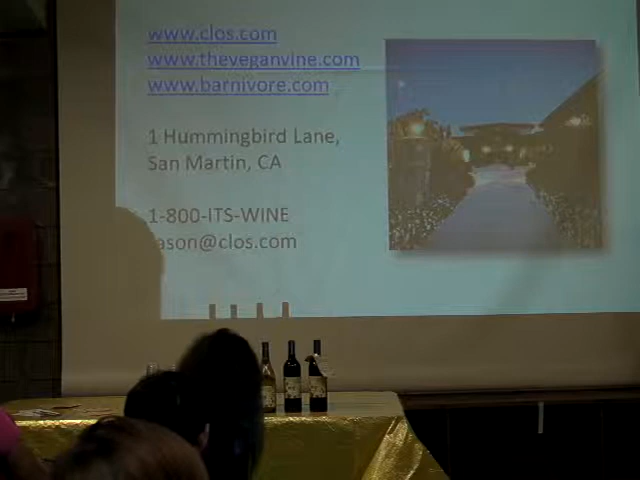 www.clos.com
www.theveganvine.com
www.barnivore.com
1 Hummingbird Lane,
San Martin, CA
1-800-ITS-WINE
ason@clos.com